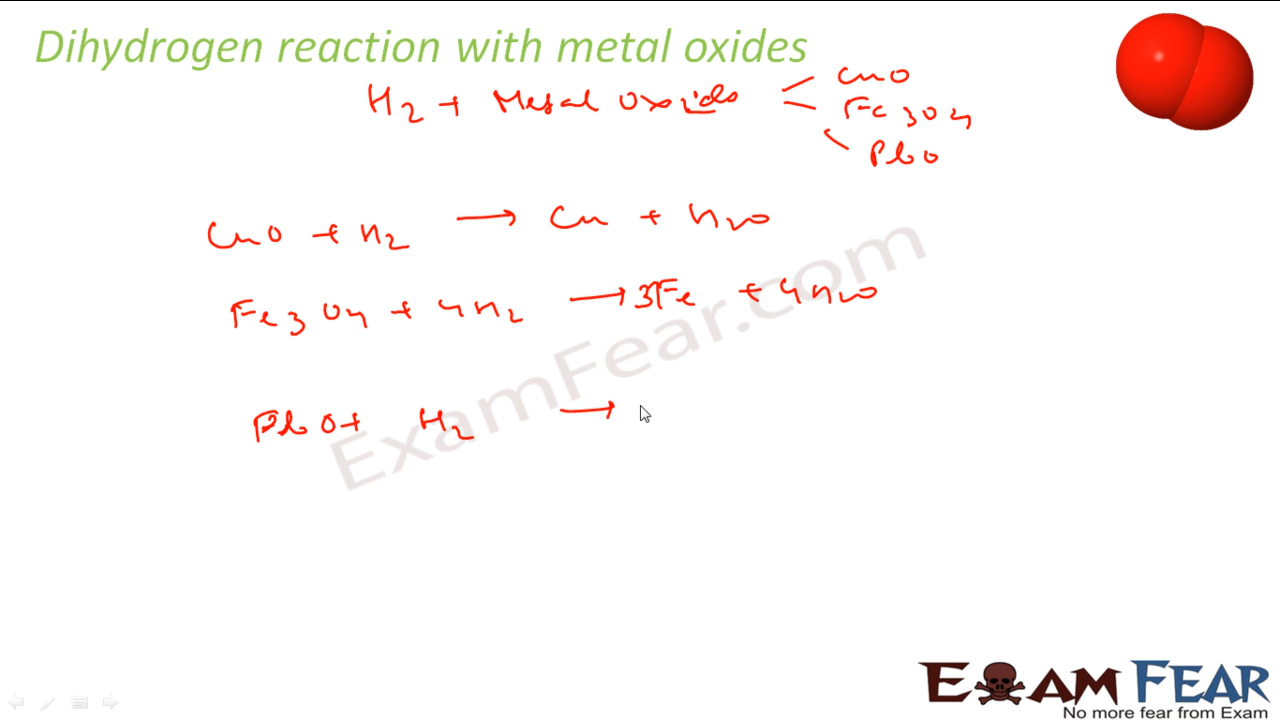 Dihydrogen reaction with metal oxides
H2 + Metal Oxides
CuO
Fe3O4
PbO
CuO + H2 → Cu + H2O
Fe3O4 + 4H2 → 3Fe + 4H2O
PbO + H2 →
ExamFear.com
EXAM FEAR
No more fear from Exam